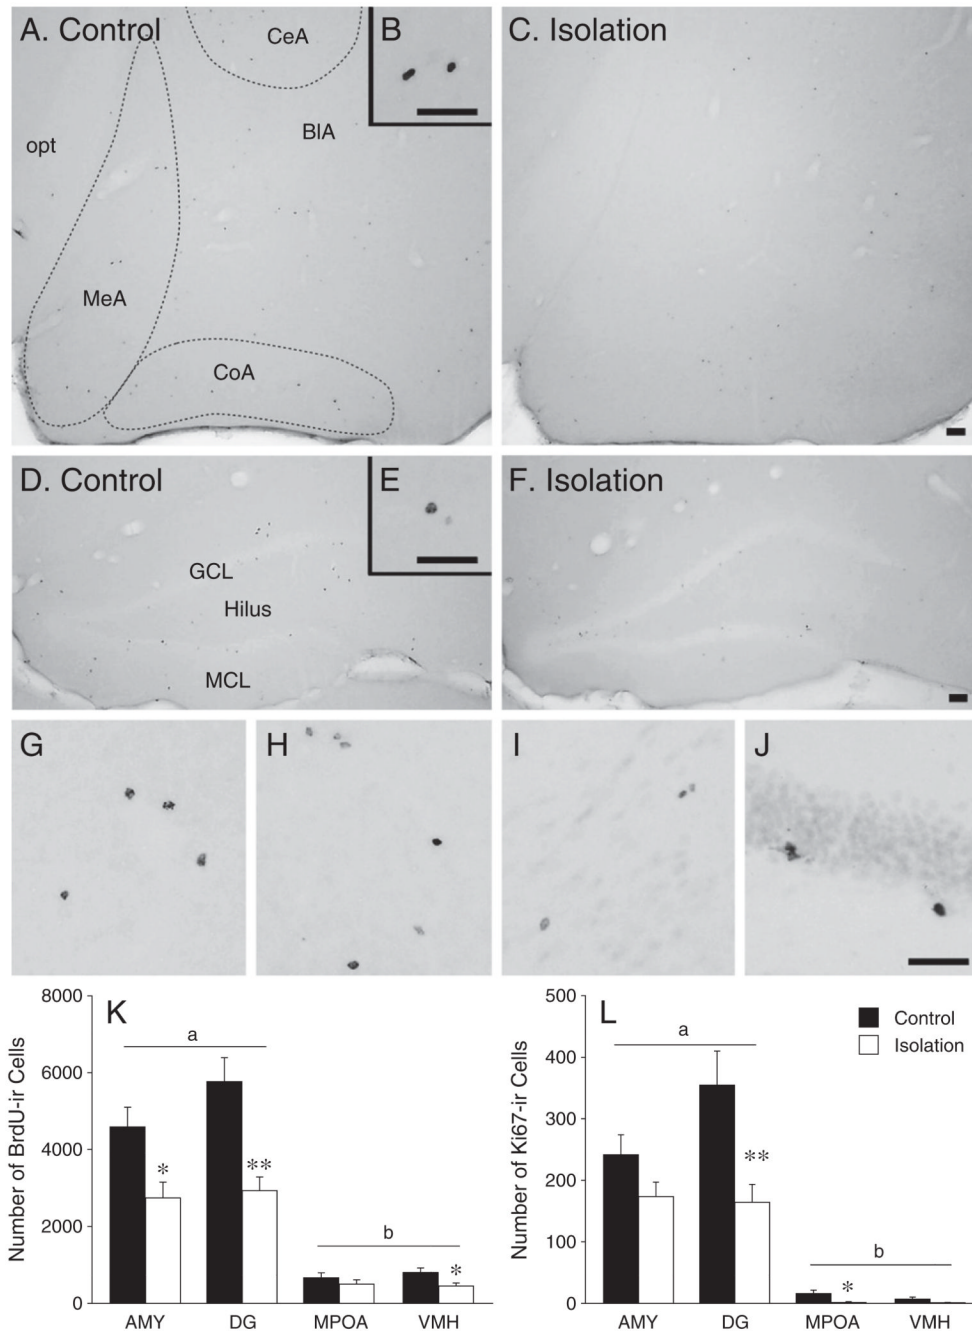 A. Control
CeA
B
C. Isolation
opt
BlA
MeA
CoA
D. Control
E
F. Isolation
GCL
Hilus
MCL
G
H
I
J
K
Number of BrdU-ir Cells
8000
6000
4000
2000
0
a
*
**
b
*
AMY
DG
MPOA
VMH
L
Number of Ki67-ir Cells
500
400
300
200
100
0
Control
Isolation
a
**
b
*
AMY
DG
MPOA
VMH